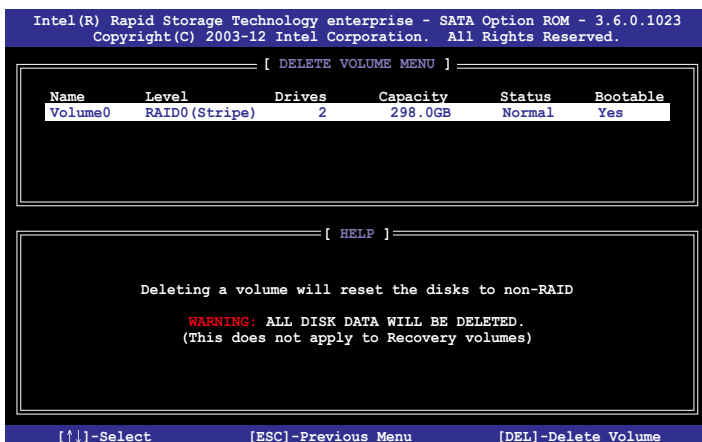 Intel(R) Rapid Storage Technology enterprise - SATA Option ROM - 3.6.0.1023
Copyright(C) 2003-12 Intel Corporation. All Rights Reserved.
[ DELETE VOLUME MENU ]
Name Level Drives Capacity Status Bootable
Volume0 RAID0(Stripe) 2 298.0GB Normal Yes
[ HELP ]
Deleting a volume will reset the disks to non-RAID
WARNING: ALL DISK DATA WILL BE DELETED.
(This does not apply to Recovery volumes)
[↑↓]-Select [ESC]-Previous Menu [DEL]-Delete Volume